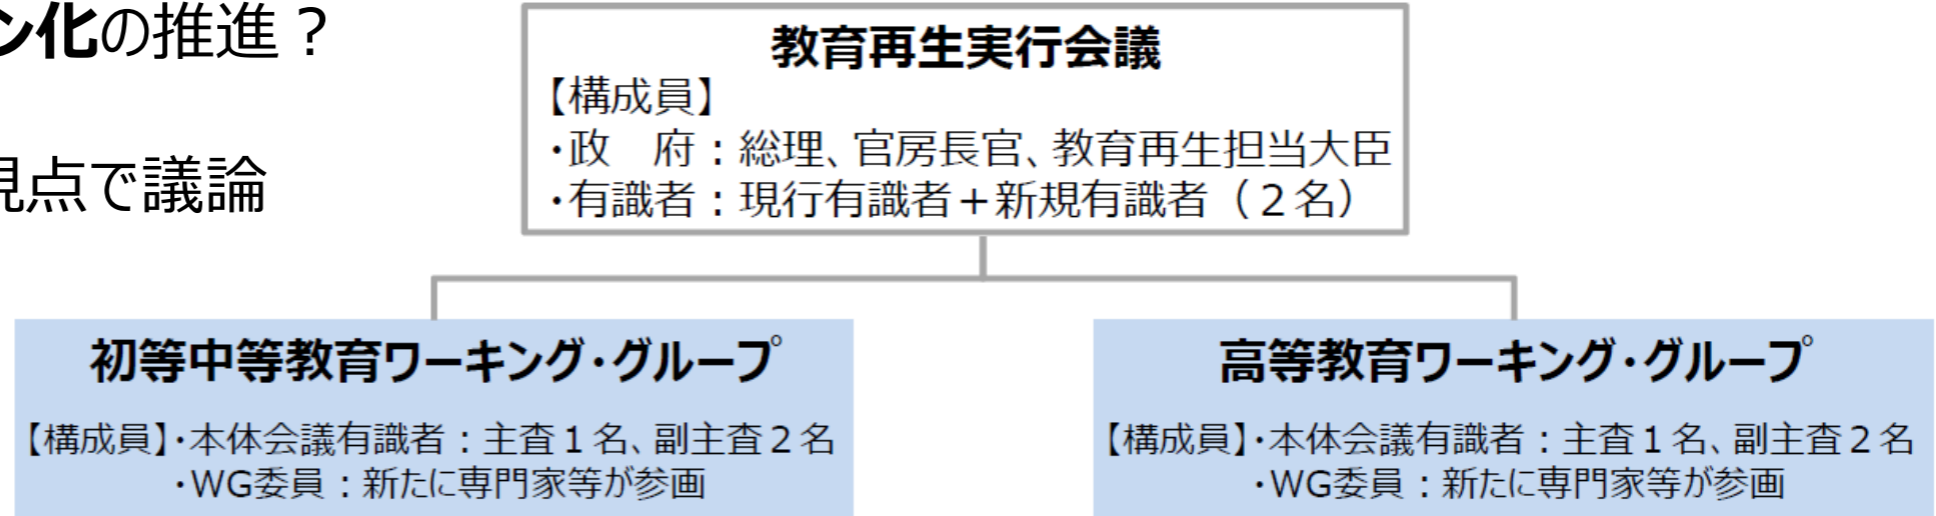 ン化の推進？
見点で議論
教育再生実行会議
【構成員】
・政　府：総理、官房長官、教育再生担当大臣
・有識者：現行有識者＋新規有識者（２名）
初等中等教育ワーキング・グループ
【構成員】・本体会議有識者：主査１名、副主査２名
・WG委員：新たに専門家等が参画
高等教育ワーキング・グループ
【構成員】・本体会議有識者：主査１名、副主査２名
・WG委員：新たに専門家等が参画